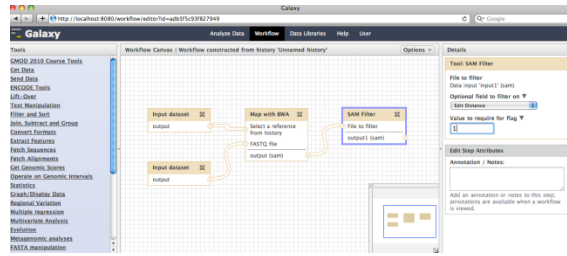 Galaxy
http://localhost:8080/workflow/editor?id=adb5f5c93f827949
Google
Galaxy
Analyze Data Workflow Data Libraries Help User
Tools
GMOD 2010 Course Tools
Get Data
Send Data
ENCODE Tools
Lift-Over
Text Manipulation
Filter and Sort
Join, Subtract and Group
Convert Formats
Extract Features
Fetch Sequences
Fetch Alignments
Get Genomic Scores
Operate on Genomic Intervals
Statistics
Graph/Display Data
Regional Variation
Multiple regression
Multivariate Analysis
Evolution
Metagenomic analyses
FASTA manipulation
Workflow Canvas | Workflow constructed from history 'Unnamed history'
Options
Input dataset
output
Input dataset
output
Map with BWA
Select a reference
from history
FASTQ file
output (sam)
SAM Filter
File to filter
output1 (sam)
Details
Tool: SAM Filter
File to filter
Data input 'input1' (sam)
Optional field to filter on
Edit Distance
Value to require for flag
1
Edit Step Attributes
Annotation / Notes:
Add an annotation or notes to this step;
annotations are available when a workflow
is viewed.